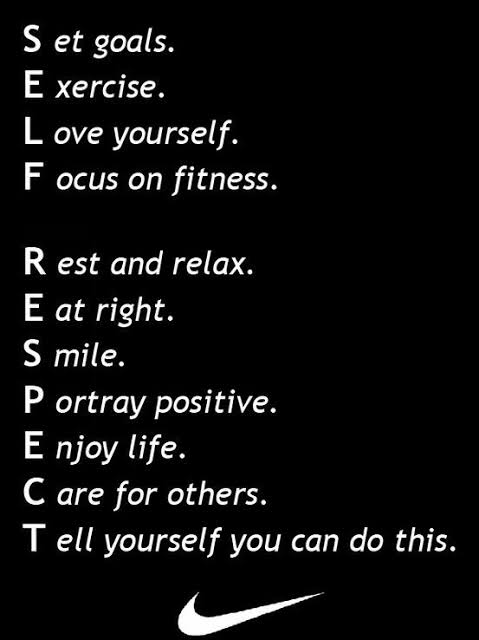 S et goals.
E xercise.
L ove yourself.
F ocus on fitness.
R est and relax.
E at right.
S mile.
P ortray positive.
E njoy life.
C are for others.
T ell yourself you can do this.